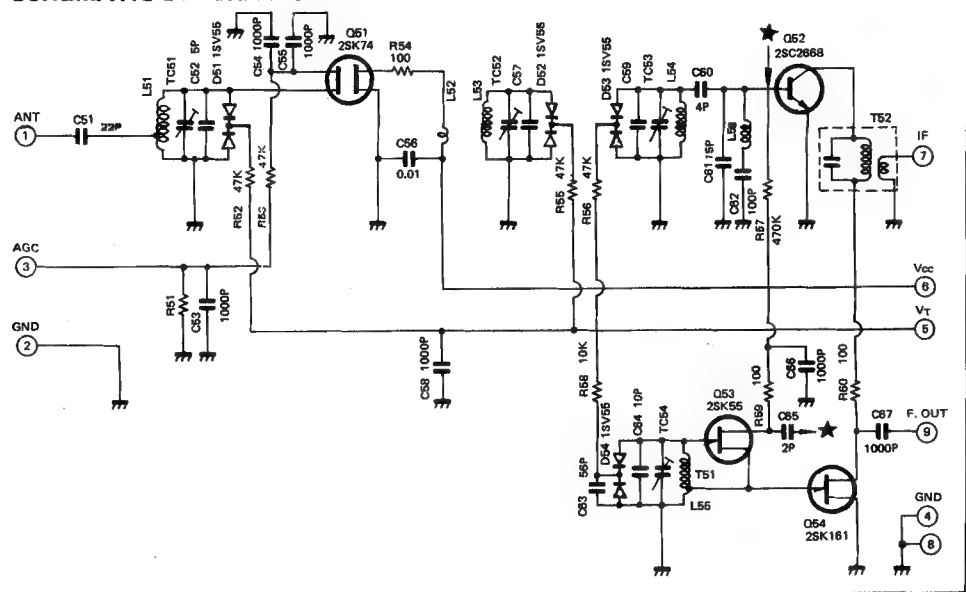 ANT
1
C51
22P
L51
TC51
C52 5P
D51 1SV55
C54 1000P
C55
1000P
Q51
2SK74
R54
100
L52
C56
0.01
47K
R52
47K
L53
TC52
C57
D52 1SV55
R55 47K
D53 1SV55
C59
TC53
L54
47K
R56
C60
4P
C61 15P
C62
100P
R57
470K
★
Q52
2SC2668
T52
IF
7
AGC
3
R51
C53
1000P
GND
2
Vcc
6
VT
5
C58 1000P
10K
R58
D54 1SV55
C64 10P
TC54
56P
C63
T51
L55
Q53
2SK55
100
R59
C65
2P
★
C66
1000P
100
R60
C67
1000P
F. OUT
9
Q54
2SK161
GND
4
8